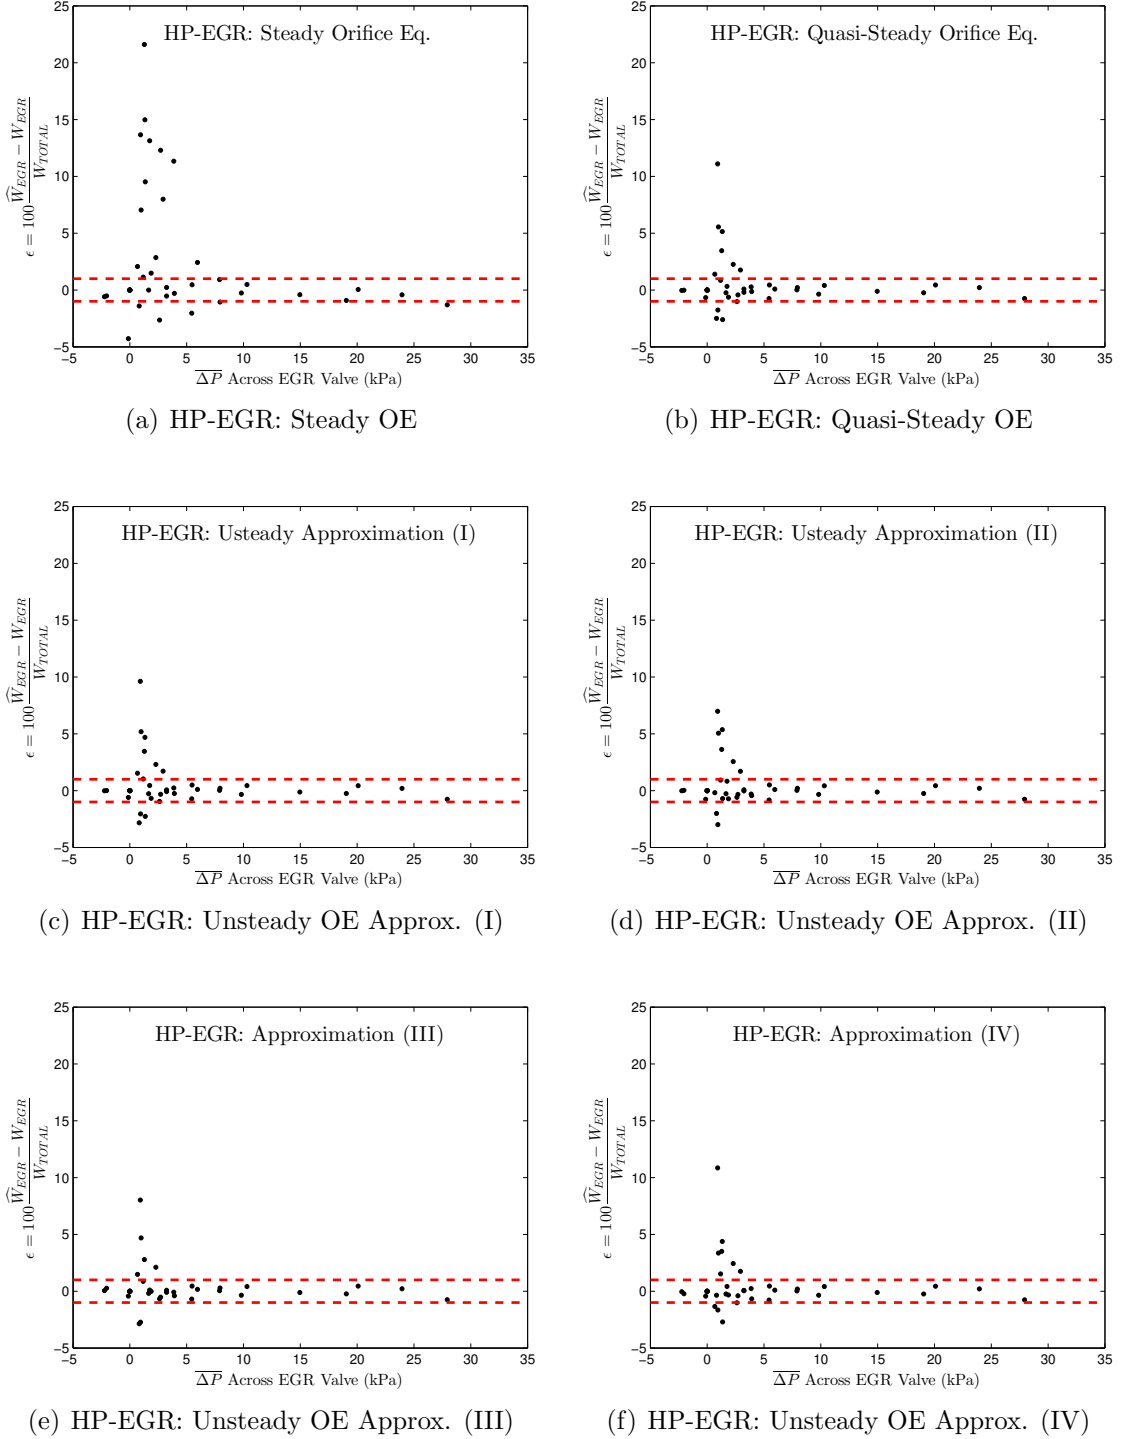 HP-EGR: Steady Orifice Eq.
25
20
15
10
5
0
−5
ϵ = 100 (Ŵ_EGR − W_EGR) / W_TOTAL
−5 0 5 10 15 20 25 30 35
ΔP Across EGR Valve (kPa)
(a) HP-EGR: Steady OE
HP-EGR: Quasi-Steady Orifice Eq.
25
20
15
10
5
0
−5
ϵ = 100 (Ŵ_EGR − W_EGR) / W_TOTAL
−5 0 5 10 15 20 25 30 35
ΔP Across EGR Valve (kPa)
(b) HP-EGR: Quasi-Steady OE
HP-EGR: Usteady Approximation (I)
25
20
15
10
5
0
−5
ϵ = 100 (Ŵ_EGR − W_EGR) / W_TOTAL
−5 0 5 10 15 20 25 30 35
ΔP Across EGR Valve (kPa)
(c) HP-EGR: Unsteady OE Approx. (I)
HP-EGR: Usteady Approximation (II)
25
20
15
10
5
0
−5
ϵ = 100 (Ŵ_EGR − W_EGR) / W_TOTAL
−5 0 5 10 15 20 25 30 35
ΔP Across EGR Valve (kPa)
(d) HP-EGR: Unsteady OE Approx. (II)
HP-EGR: Approximation (III)
25
20
15
10
5
0
−5
ϵ = 100 (Ŵ_EGR − W_EGR) / W_TOTAL
−5 0 5 10 15 20 25 30 35
ΔP Across EGR Valve (kPa)
(e) HP-EGR: Unsteady OE Approx. (III)
HP-EGR: Approximation (IV)
25
20
15
10
5
0
−5
ϵ = 100 (Ŵ_EGR − W_EGR) / W_TOTAL
−5 0 5 10 15 20 25 30 35
ΔP Across EGR Valve (kPa)
(f) HP-EGR: Unsteady OE Approx. (IV)